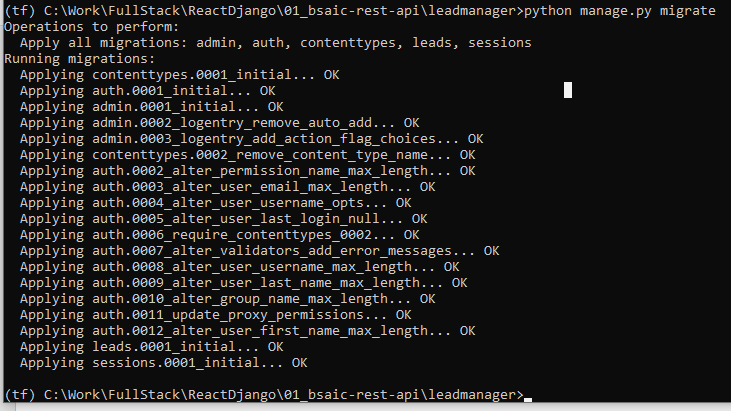 (tf) C:\Work\FullStack\ReactDjango\01_bsaic-rest-api\leadmanager>python manage.py migrate
Operations to perform:
  Apply all migrations: admin, auth, contenttypes, leads, sessions
Running migrations:
  Applying contenttypes.0001_initial... OK
  Applying auth.0001_initial... OK
  Applying admin.0001_initial... OK
  Applying admin.0002_logentry_remove_auto_add... OK
  Applying admin.0003_logentry_add_action_flag_choices... OK
  Applying contenttypes.0002_remove_content_type_name... OK
  Applying auth.0002_alter_permission_name_max_length... OK
  Applying auth.0003_alter_user_email_max_length... OK
  Applying auth.0004_alter_user_username_opts... OK
  Applying auth.0005_alter_user_last_login_null... OK
  Applying auth.0006_require_contenttypes_0002... OK
  Applying auth.0007_alter_validators_add_error_messages... OK
  Applying auth.0008_alter_user_username_max_length... OK
  Applying auth.0009_alter_user_last_name_max_length... OK
  Applying auth.0010_alter_group_name_max_length... OK
  Applying auth.0011_update_proxy_permissions... OK
  Applying auth.0012_alter_user_first_name_max_length... OK
  Applying leads.0001_initial... OK
  Applying sessions.0001_initial... OK
(tf) C:\Work\FullStack\ReactDjango\01_bsaic-rest-api\leadmanager>